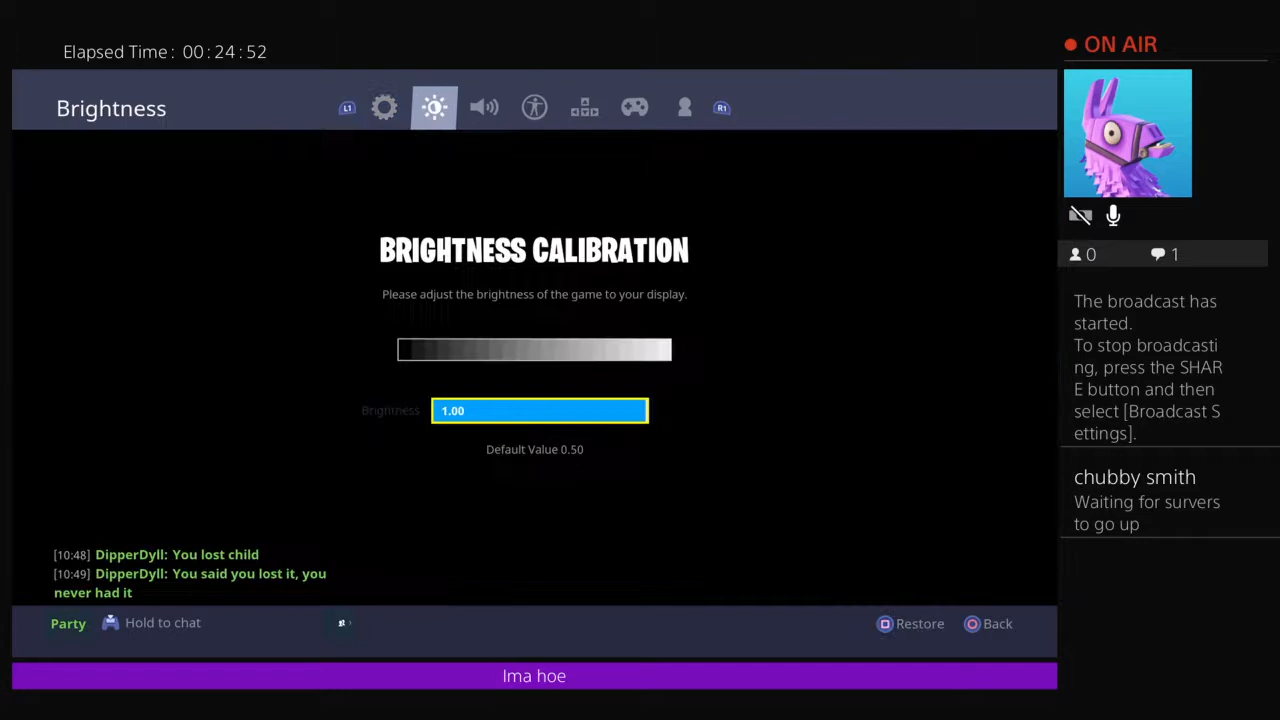 Elapsed Time: 00:24:52
ON AIR
Brightness
L1
R1
BRIGHTNESS CALIBRATION
Please adjust the brightness of the game to your display.
Brightness 1.00
Default Value 0.50
[10:48] DipperDyll: You lost child
[10:49] DipperDyll: You said you lost it, you
never had it
Party Hold to chat
Restore Back
Ima hoe
0 1
The broadcast has
started.
To stop broadcasti
ng, press the SHAR
E button and then
select [Broadcast S
ettings].
chubby smith
Waiting for survers
to go up